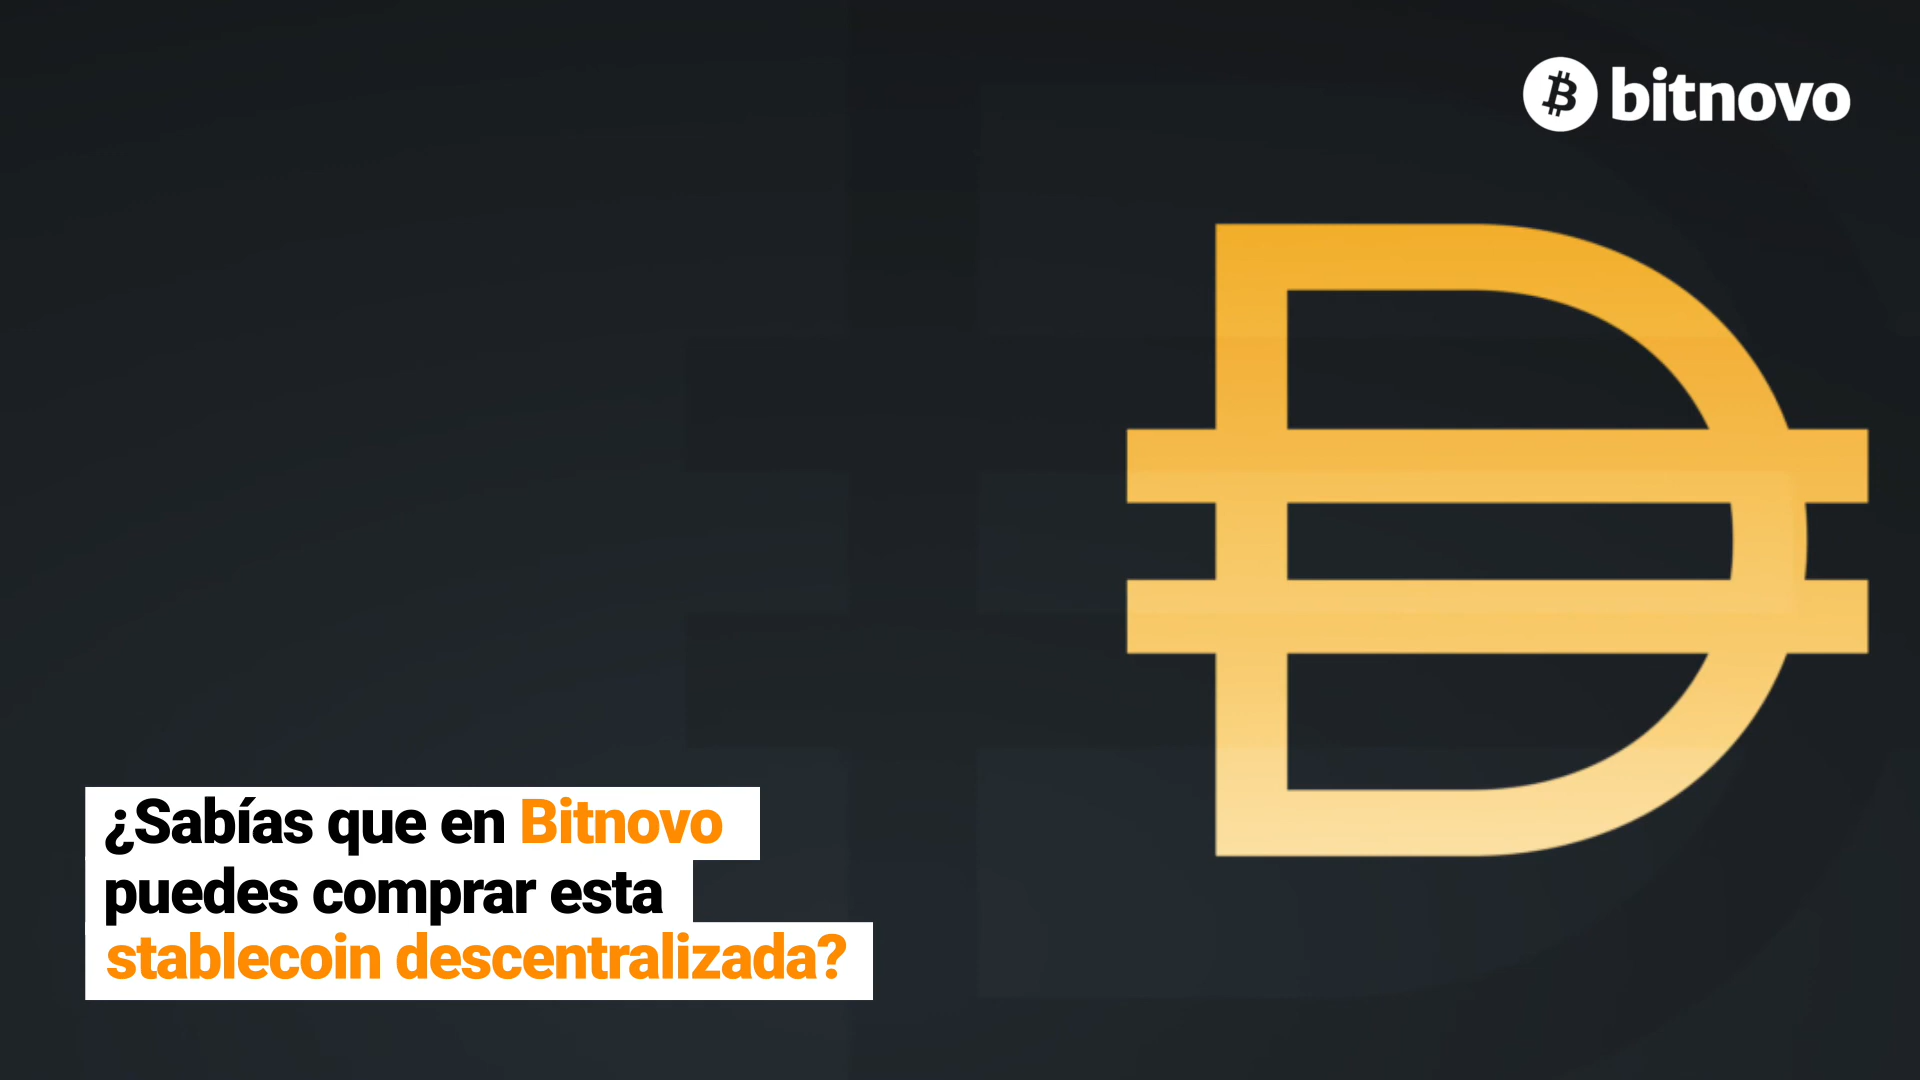 bitnovo
¿Sabías que en Bitnovo
puedes comprar esta
stablecoin descentralizada?